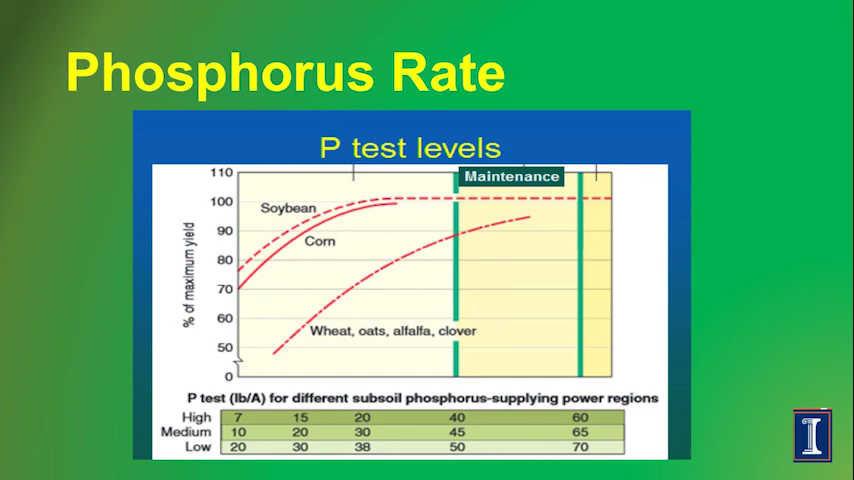 Phosphorus Rate
P test levels
Maintenance
110
100
90
80
70
60
50
0
% of maximum yield
Soybean
Corn
Wheat, oats, alfalfa, clover
P test (lb/A) for different subsoil phosphorus-supplying power regions
High 7 15 20 40 60
Medium 10 20 30 45 65
Low 20 30 38 50 70
I